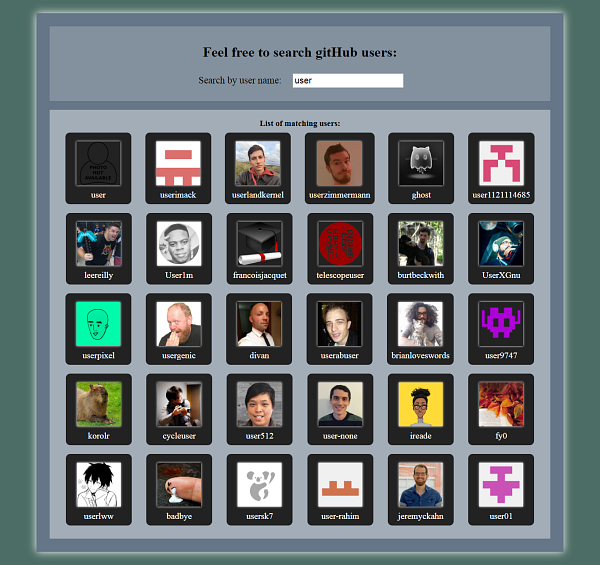 Feel free to search gitHub users:
Search by user name: user
List of matching users:
PHOTO
NOT
AVAILABLE
user
userimack
userlandkernel
userzimmermann
ghost
user1121114685
leereilly
User1m
francoisjacquet
telescopeuser
burtbeckwith
UserXGnu
userpixel
usergenic
divan
userabuser
brianloveswords
user9747
korolr
cycleuser
user512
user-none
ireade
fy0
userlww
badbye
usersk7
user-rahim
jeremyckahn
user01